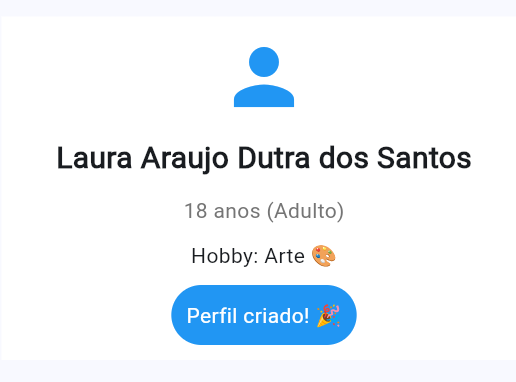 Laura Araujo Dutra dos Santos
18 anos (Adulto)
Hobby: Arte 🎨
Perfil criado! 🎉